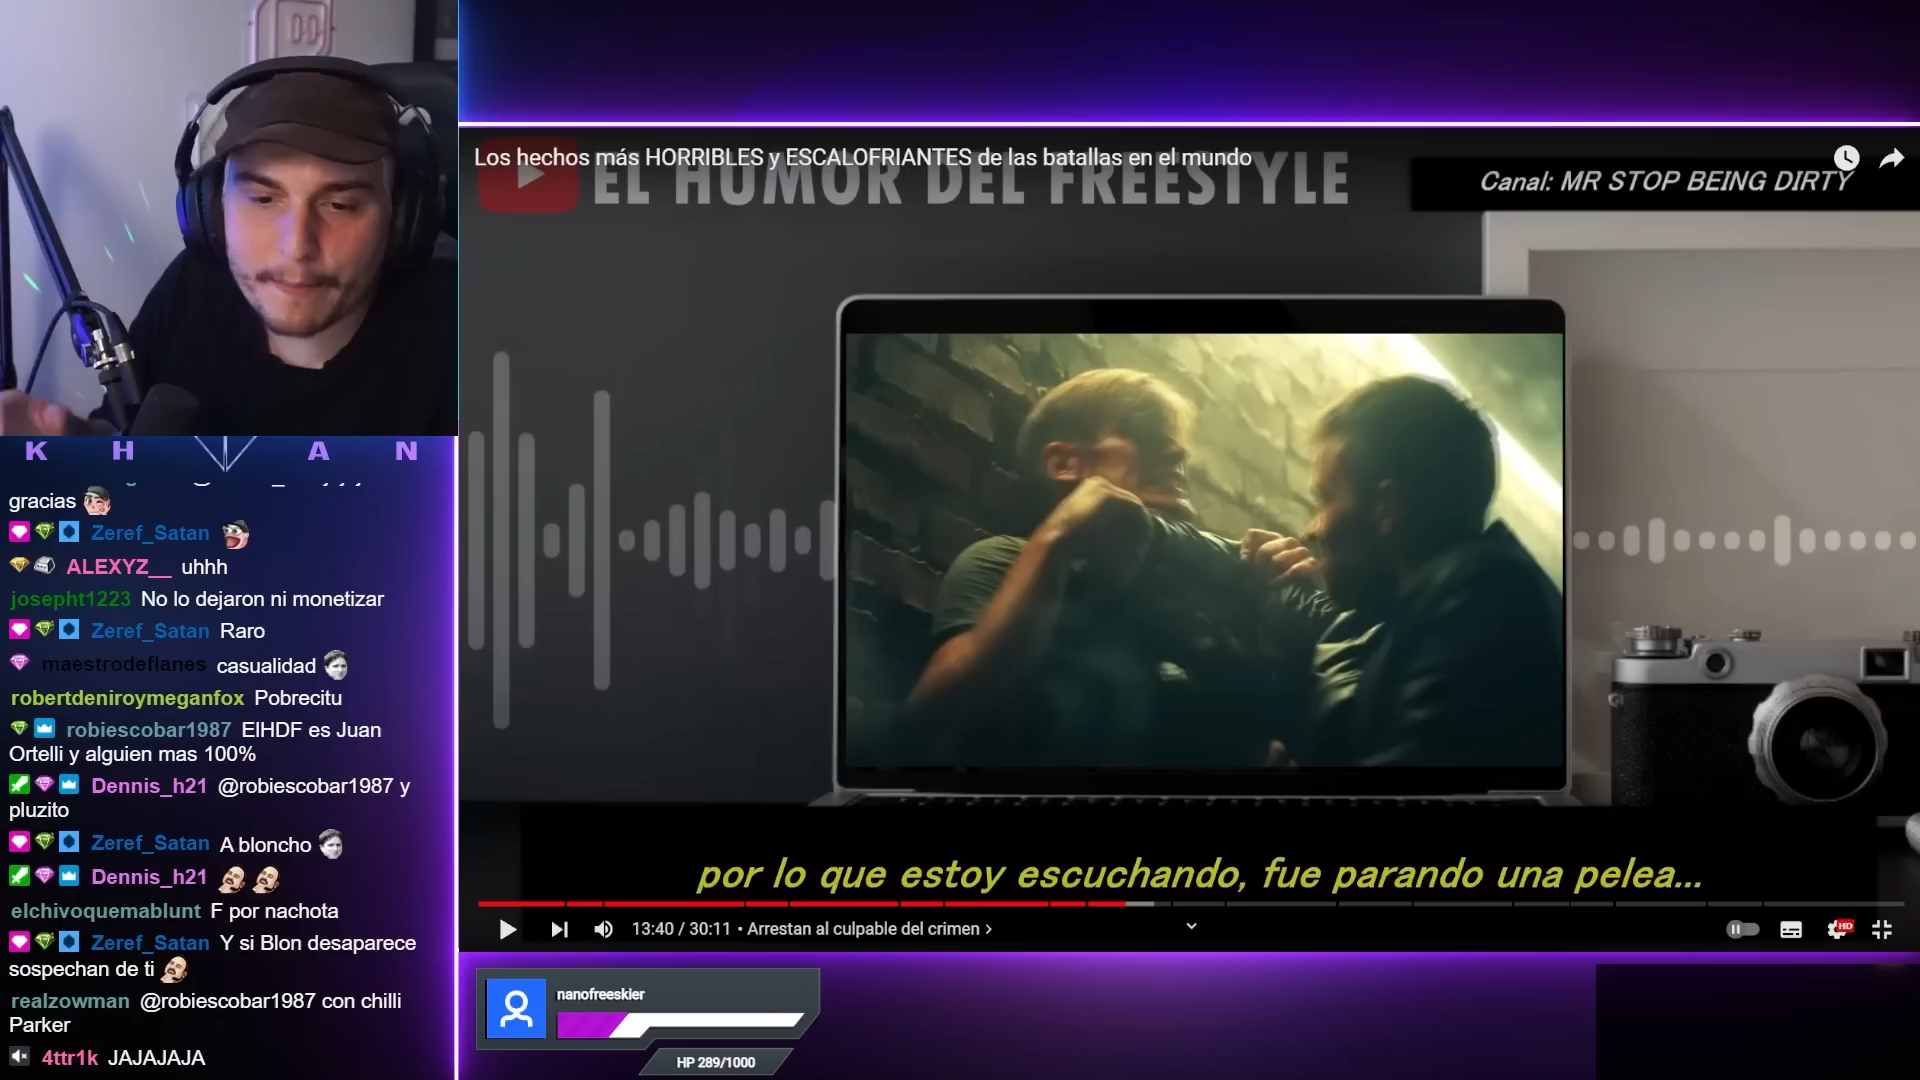 Los hechos más HORRIBLES y ESCALOFRIANTES de las batallas en el mundo
EL HUMOR DEL FREESTYLE
Canal: MR STOP BEING DIRTY
K H A N
gracias
Zeref_Satan
ALEXYZ__ uhhh
josepht1223 No lo dejaron ni monetizar
Zeref_Satan Raro
maestrodeflanes casualidad
robertdeniroymeganfox Pobrecitu
robiescobar1987 ElHDF es Juan
Ortelli y alguien mas 100%
Dennis_h21 @robiescobar1987 y
pluzito
Zeref_Satan A bloncho
Dennis_h21
elchivoquemablunt F por nachota
Zeref_Satan Y si Blon desaparece
sospechan de ti
realzowman @robiescobar1987 con chilli
Parker
4ttr1k JAJAJAJA
por lo que estoy escuchando, fue parando una pelea...
13:40 / 30:11 • Arrestan al culpable del crimen ›
HD
nanofreeskier
HP 289/1000